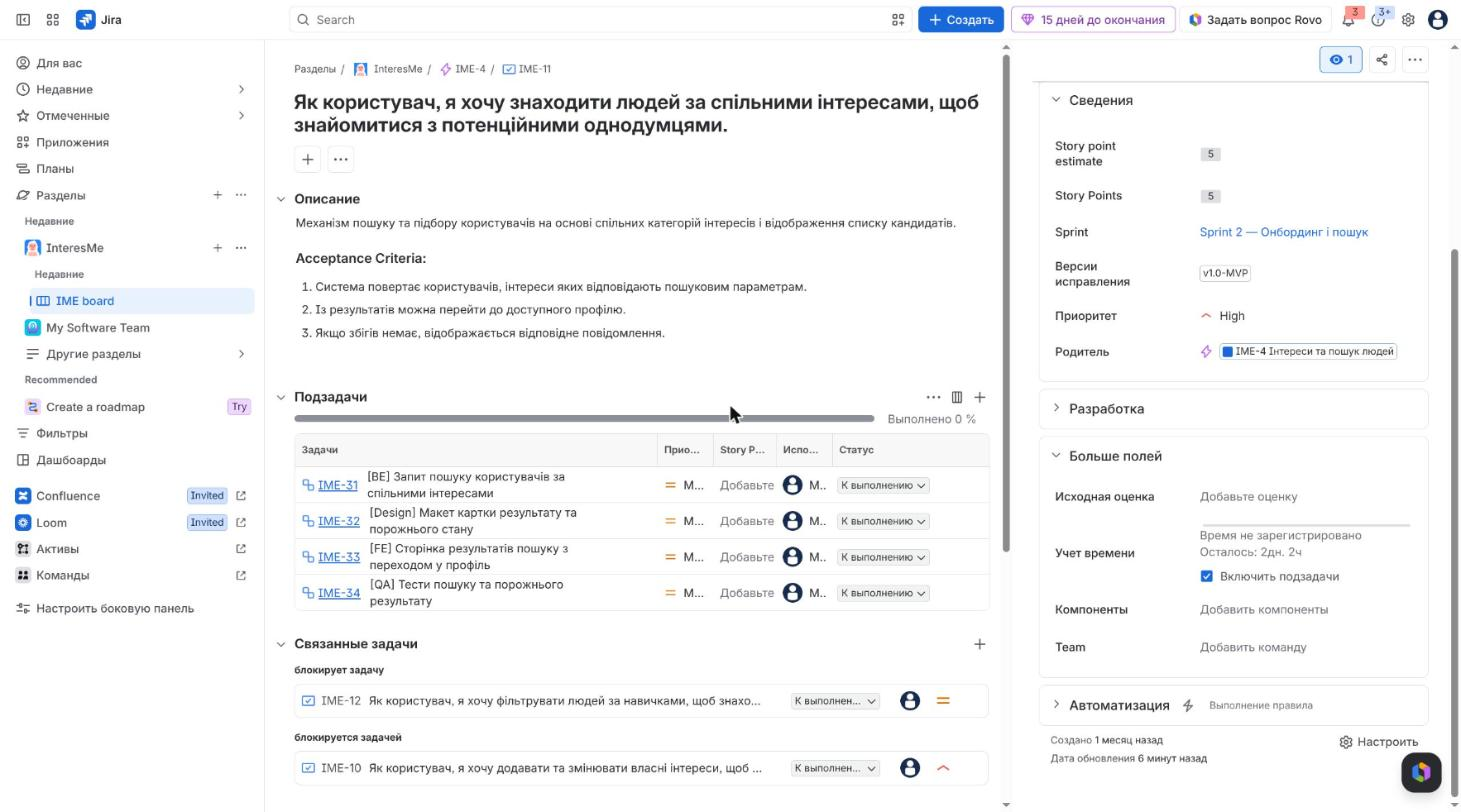 Jira
Search
Создать
15 дней до окончания
Задать вопрос Rovo
3
3+
Для вас
Недавние
Отмеченные
Приложения
Планы
Разделы
Недавние
InteresMe
Недавние
IME board
My Software Team
Другие разделы
Recommended
Create a roadmap
Try
Фильтры
Дашборды
Confluence
Invited
Loom
Invited
Активы
Команды
Настроить боковую панель
Разделы / InteresMe / IME-4 / IME-11
Як користувач, я хочу знаходити людей за спільними інтересами, щоб
знайомитися з потенційними однодумцями.
Описание
Механізм пошуку та підбору користувачів на основі спільних категорій інтересів і відображення списку кандидатів.
Acceptance Criteria:
1. Система повертає користувачів, інтереси яких відповідають пошуковим параметрам.
2. Із результатів можна перейти до доступного профілю.
3. Якщо збігів немає, відображається відповідне повідомлення.
Подзадачи
Выполнено 0 %
Задачи Прио... Story P... Испо... Статус
IME-31 [BE] Запит пошуку користувачів за
спільними інтересами
М... Добавьте М.. К выполнению
IME-32 [Design] Макет картки результату та
порожнього стану
М... Добавьте М.. К выполнению
IME-33 [FE] Сторінка результатів пошуку з
переходом у профіль
М... Добавьте М.. К выполнению
IME-34 [QA] Тести пошуку та порожнього
результату
М... Добавьте М.. К выполнению
Связанные задачи
блокирует задачу
IME-12 Як користувач, я хочу фільтрувати людей за навичками, щоб знахо... К выполнен...
блокируется задачей
IME-10 Як користувач, я хочу додавати та змінювати власні інтереси, щоб ... К выполнен...
1
Сведения
Story point
estimate
5
Story Points 5
Sprint Sprint 2 — Онбординг і пошук
Версии
исправления
v1.0-MVP
Приоритет High
Родитель IME-4 Інтереси та пошук людей
Разработка
Больше полей
Исходная оценка Добавьте оценку
Учет времени
Время не зарегистрировано
Осталось: 2дн. 2ч
Включить подзадачи
Компоненты Добавить компоненты
Team Добавить команду
Автоматизация Выполнение правила
Создано 1 месяц назад
Дата обновления 6 минут назад
Настроить